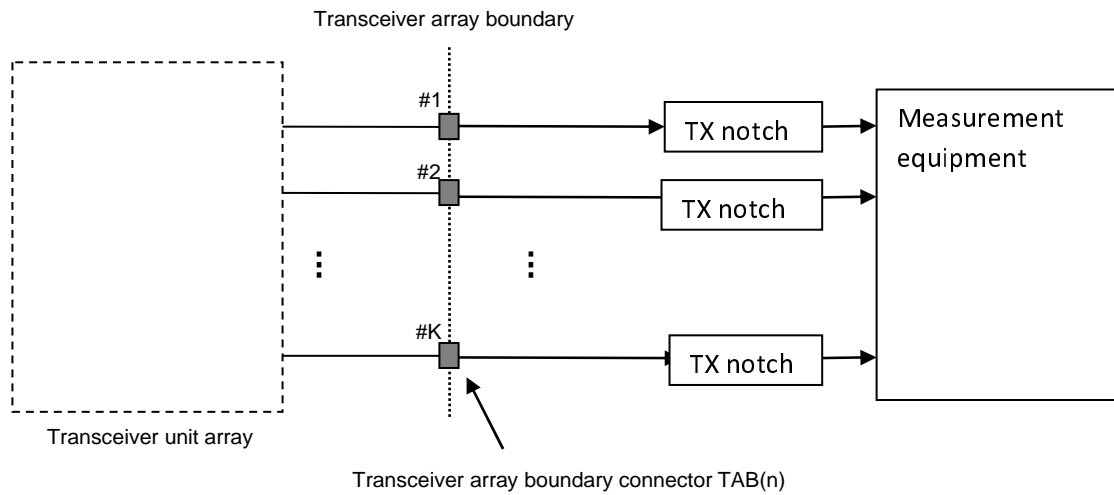 Transceiver array boundary
#1
TX notch
Measurement
equipment
#2
TX notch
#K
TX notch
Transceiver unit array
Transceiver array boundary connector TAB(n)